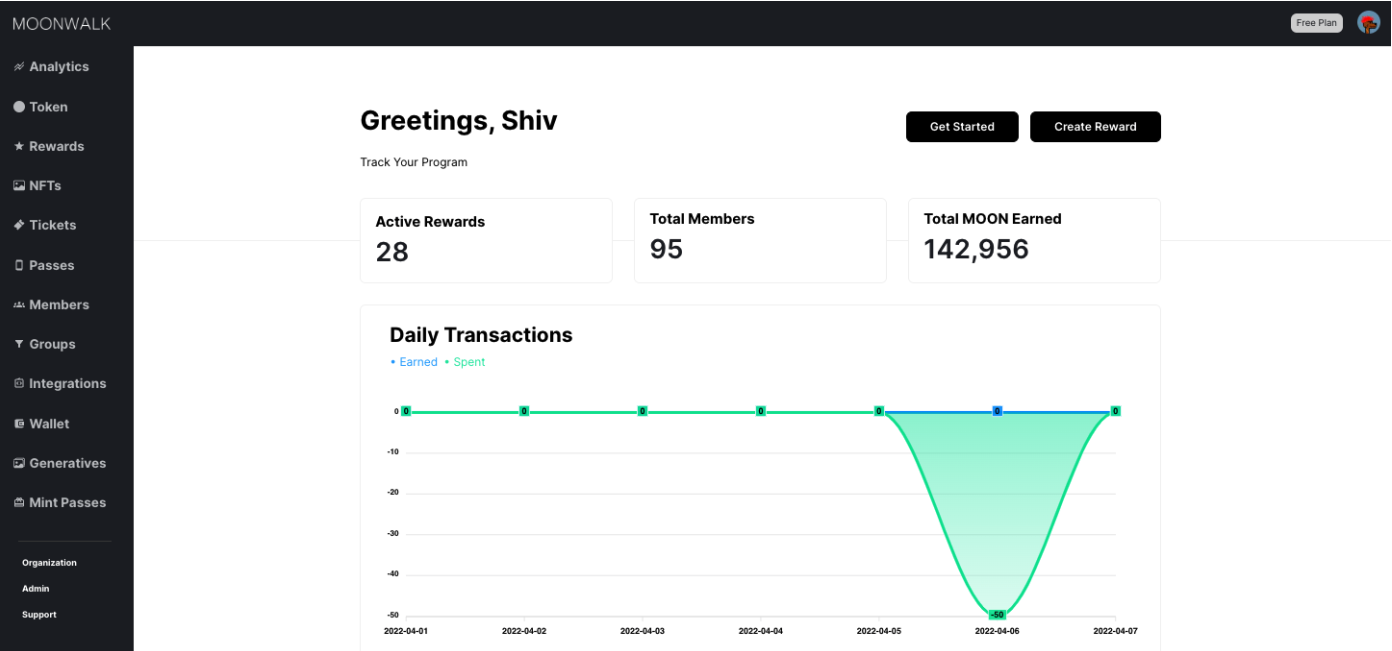 MOONWALK
Free Plan
Analytics
Token
Rewards
NFTs
Tickets
Passes
Members
Groups
Integrations
Wallet
Generatives
Mint Passes
Organization
Admin
Support
Greetings, Shiv
Get Started
Create Reward
Track Your Program
Active Rewards
28
Total Members
95
Total MOON Earned
142,956
Daily Transactions
• Earned • Spent
0 0 0 0 0 0 0 0
-10
-20
-30
-40
-50 -50
2022-04-01 2022-04-02 2022-04-03 2022-04-04 2022-04-05 2022-04-06 2022-04-07